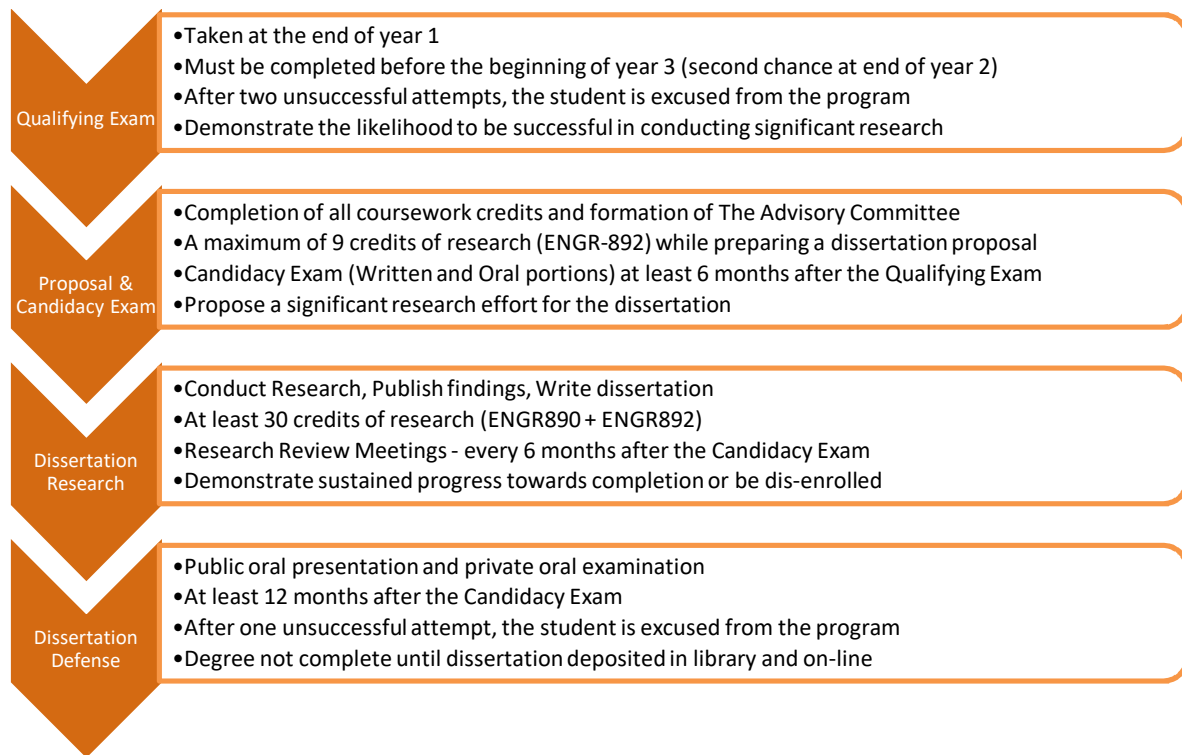 Qualifying Exam
•Taken at the end of year 1
•Must be completed before the beginning of year 3 (second chance at end of year 2)
•After two unsuccessful attempts, the student is excused from the program
•Demonstrate the likelihood to be successful in conducting significant research
Proposal &
Candidacy Exam
•Completion of all coursework credits and formation of The Advisory Committee
•A maximum of 9 credits of research (ENGR-892) while preparing a dissertation proposal
•Candidacy Exam (Written and Oral portions) at least 6 months after the Qualifying Exam
•Propose a significant research effort for the dissertation
Dissertation
Research
•Conduct Research, Publish findings, Write dissertation
•At least 30 credits of research (ENGR890 + ENGR892)
•Research Review Meetings - every 6 months after the Candidacy Exam
•Demonstrate sustained progress towards completion or be dis-enrolled
Dissertation
Defense
•Public oral presentation and private oral examination
•At least 12 months after the Candidacy Exam
•After one unsuccessful attempt, the student is excused from the program
•Degree not complete until dissertation deposited in library and on-line